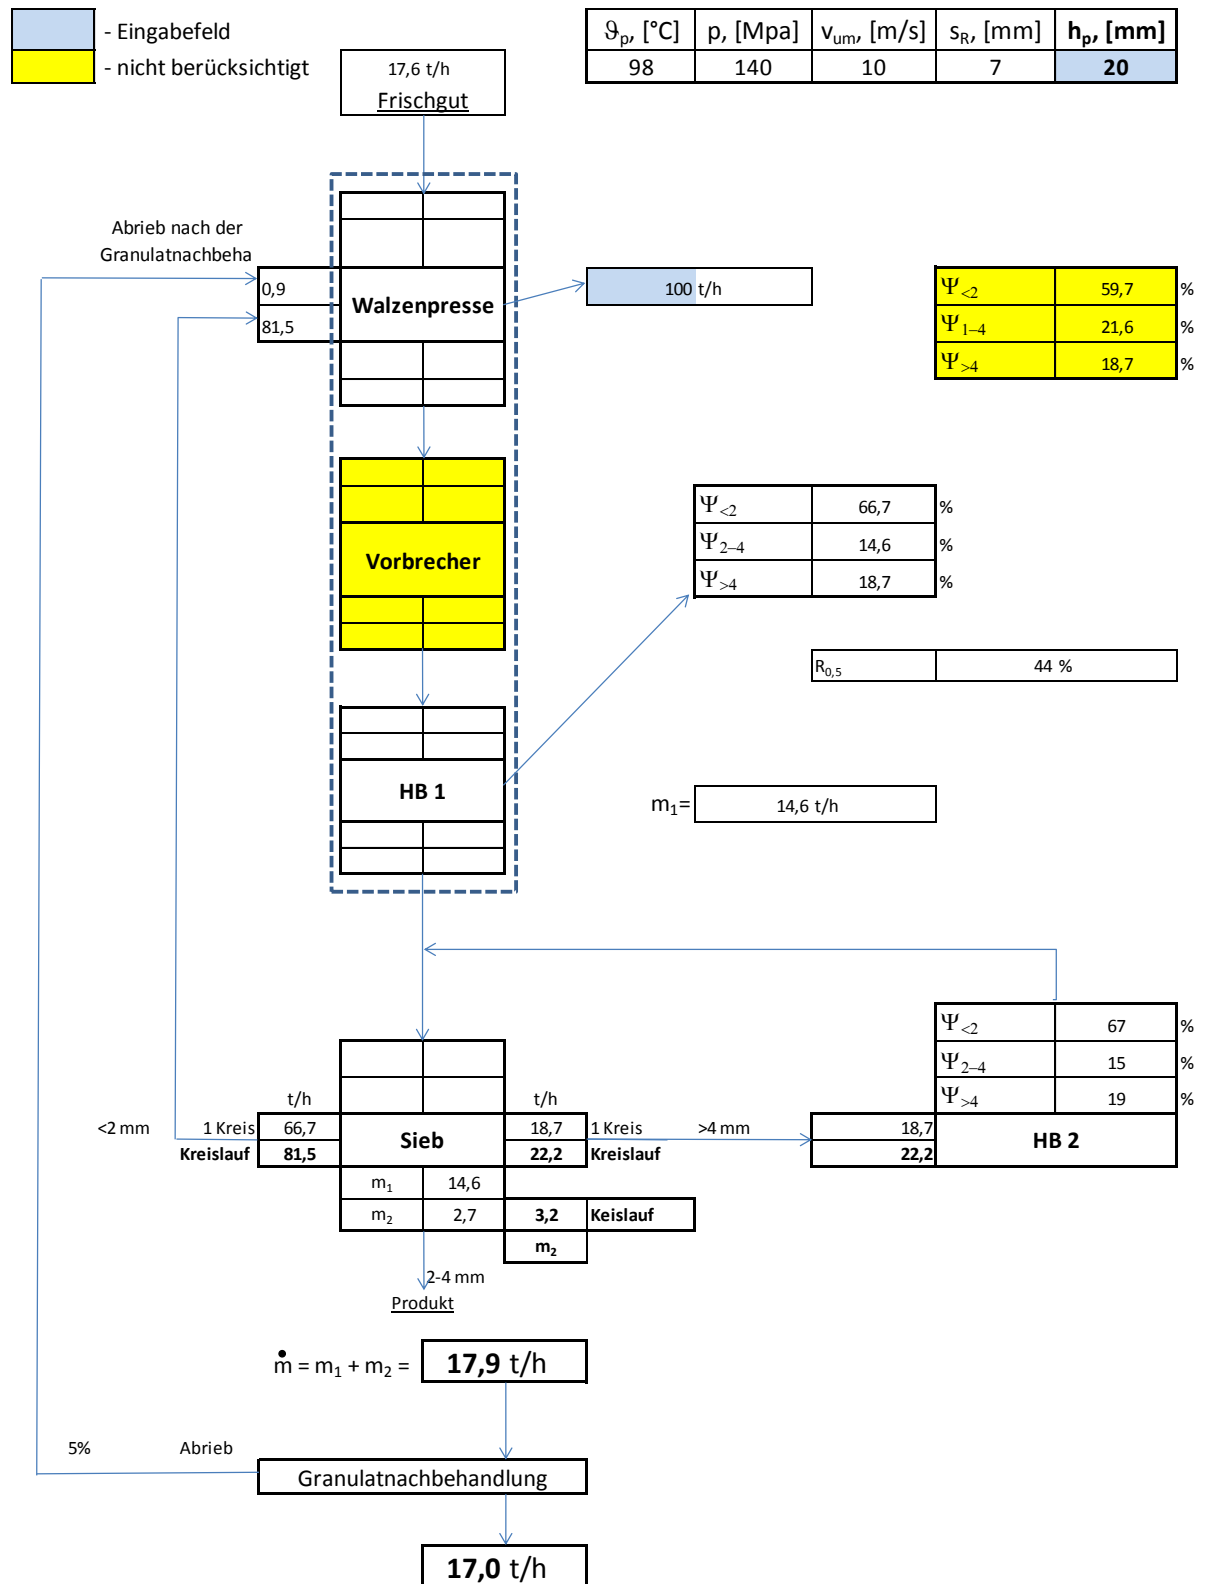 - Eingabefeld
- nicht berücksichtigt
ϑp, [°C] p, [Mpa] vum, [m/s] sR, [mm] hp, [mm]
98 140 10 7 20
17,6 t/h
Frischgut
Abrieb nach der
Granulatnachbeha
0,9
81,5
Walzenpresse
100 t/h
Ψ<2 59,7 %
Ψ1–4 21,6 %
Ψ>4 18,7 %
Vorbrecher
Ψ<2 66,7 %
Ψ2–4 14,6 %
Ψ>4 18,7 %
R0,5 44 %
HB 1
m1= 14,6 t/h
Ψ<2 67 %
Ψ2–4 15 %
Ψ>4 19 %
t/h t/h
<2 mm 1 Kreis 66,7 Sieb 18,7 1 Kreis >4 mm 18,7 HB 2
Kreislauf 81,5 22,2 Kreislauf 22,2
m1 14,6
m2 2,7 3,2 Keislauf
m2
2-4 mm
Produkt
ṁ = m1 + m2 = 17,9 t/h
5% Abrieb
Granulatnachbehandlung
17,0 t/h